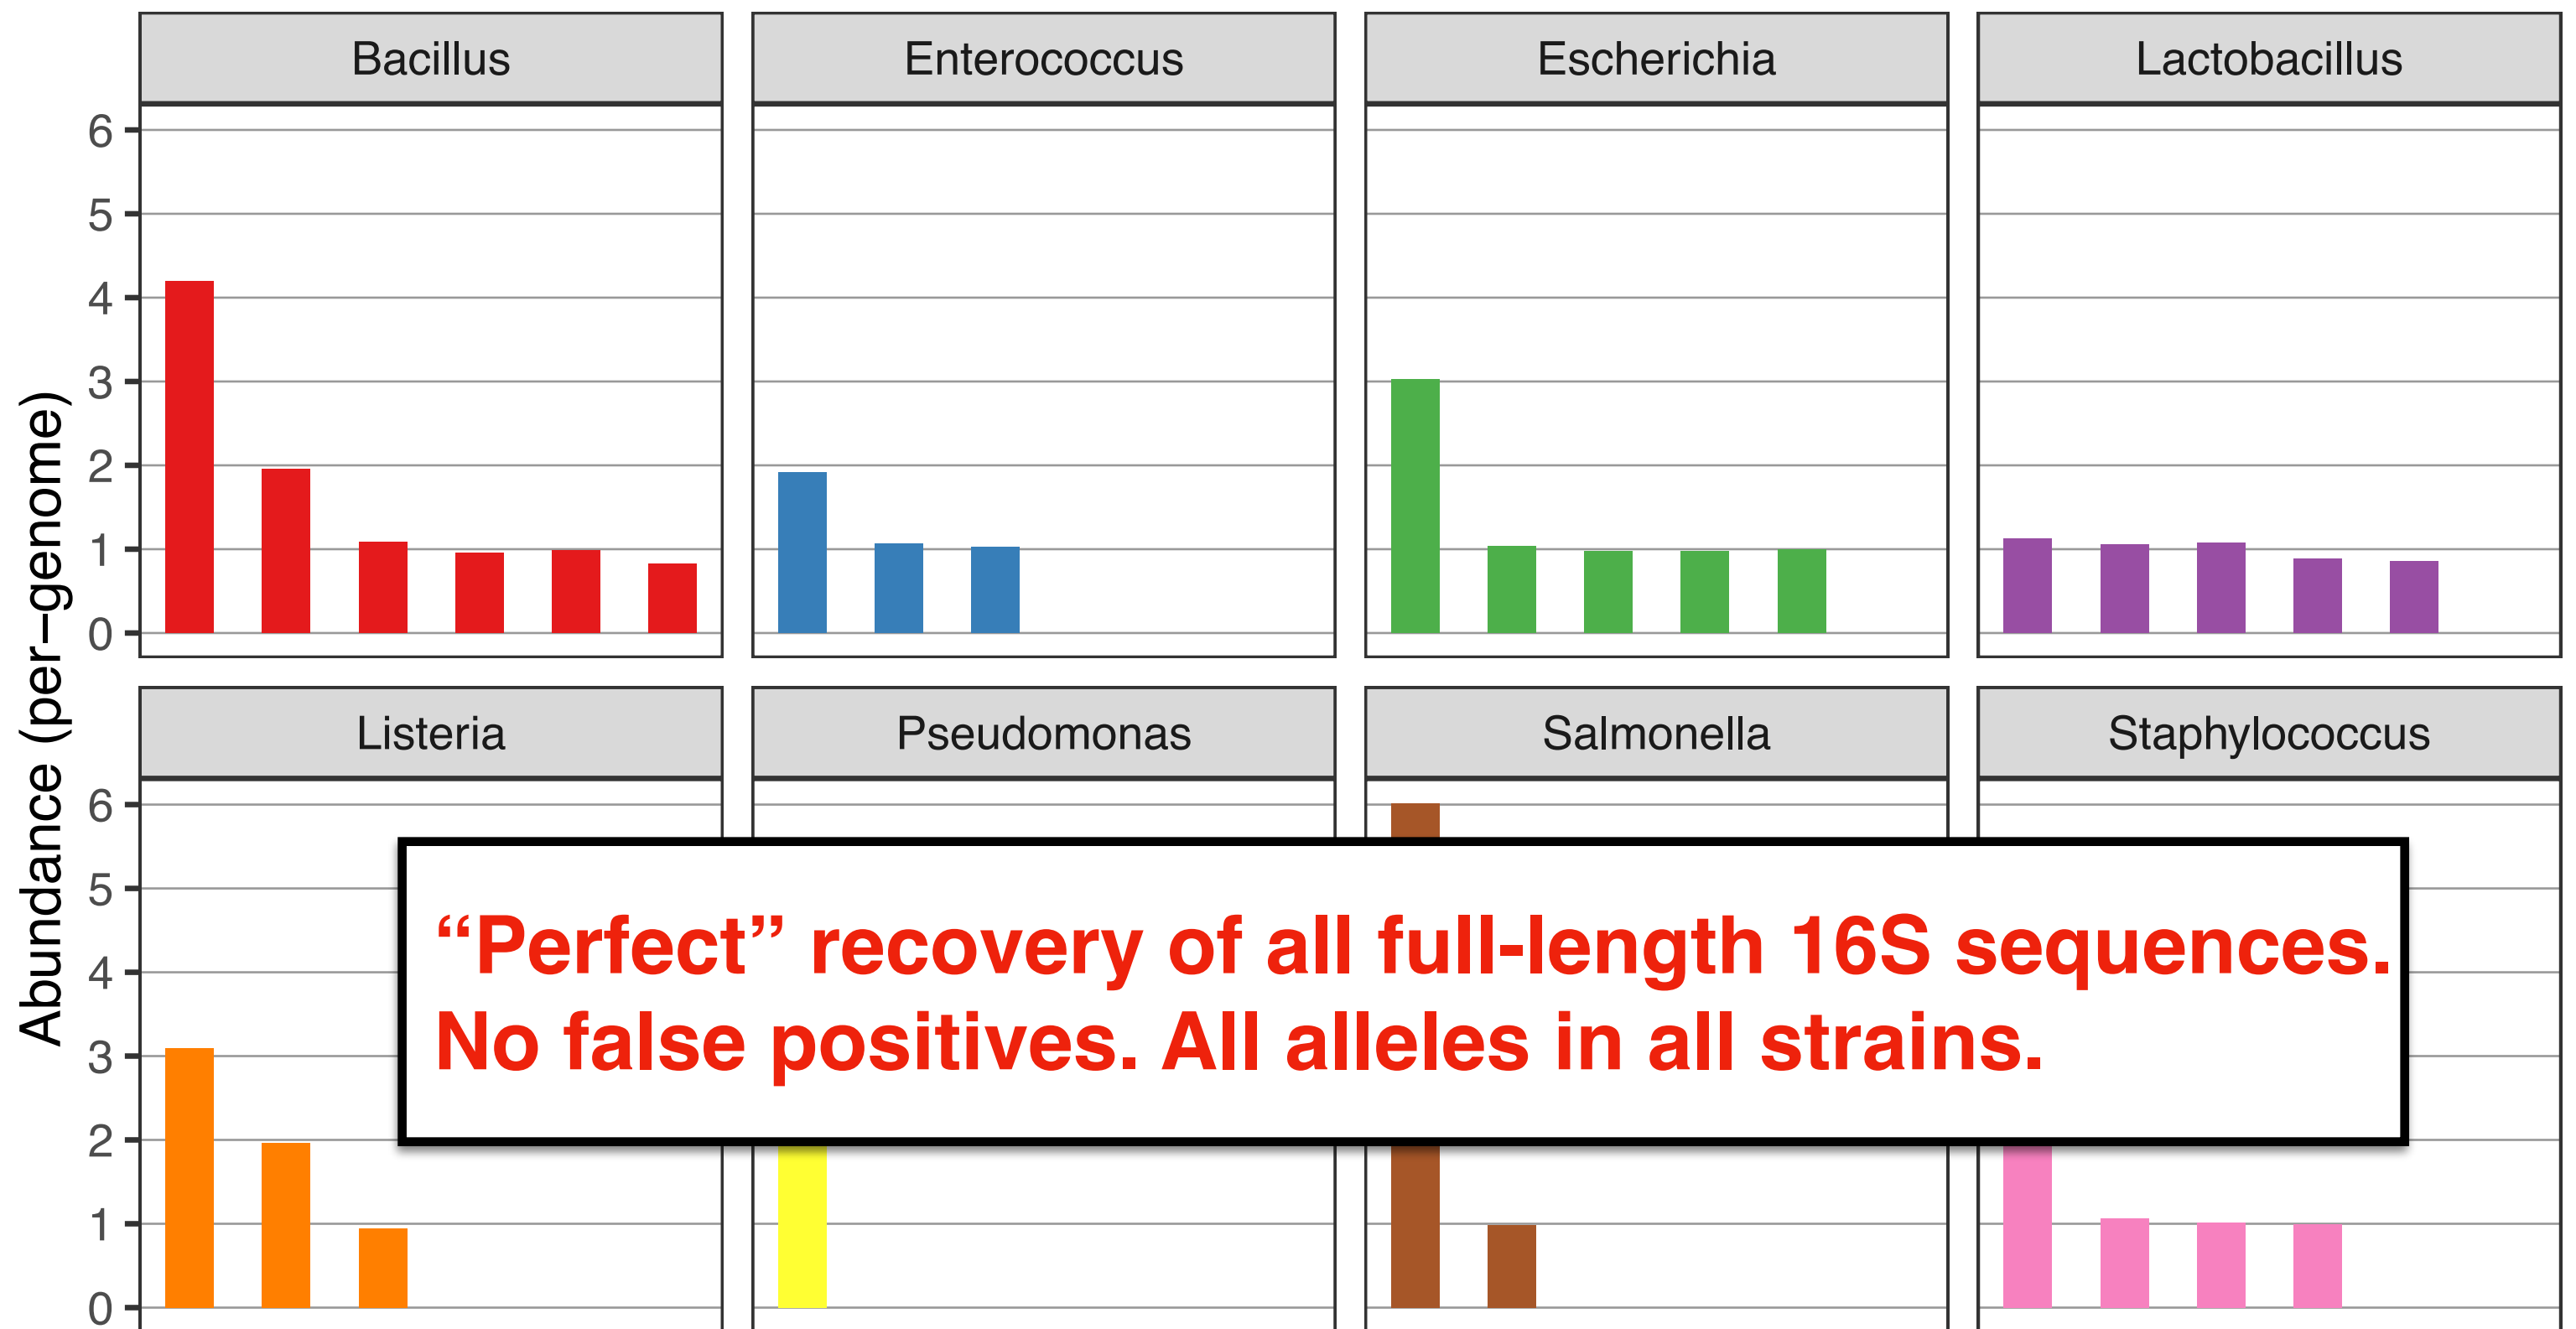 Bacillus Enterococcus Escherichia Lactobacillus
6
5
4
3
2
1
0
Abundance (per-genome)
Listeria Pseudomonas Salmonella Staphylococcus
6
5
4
3
2
1
0
“Perfect” recovery of all full-length 16S sequences.
No false positives. All alleles in all strains.